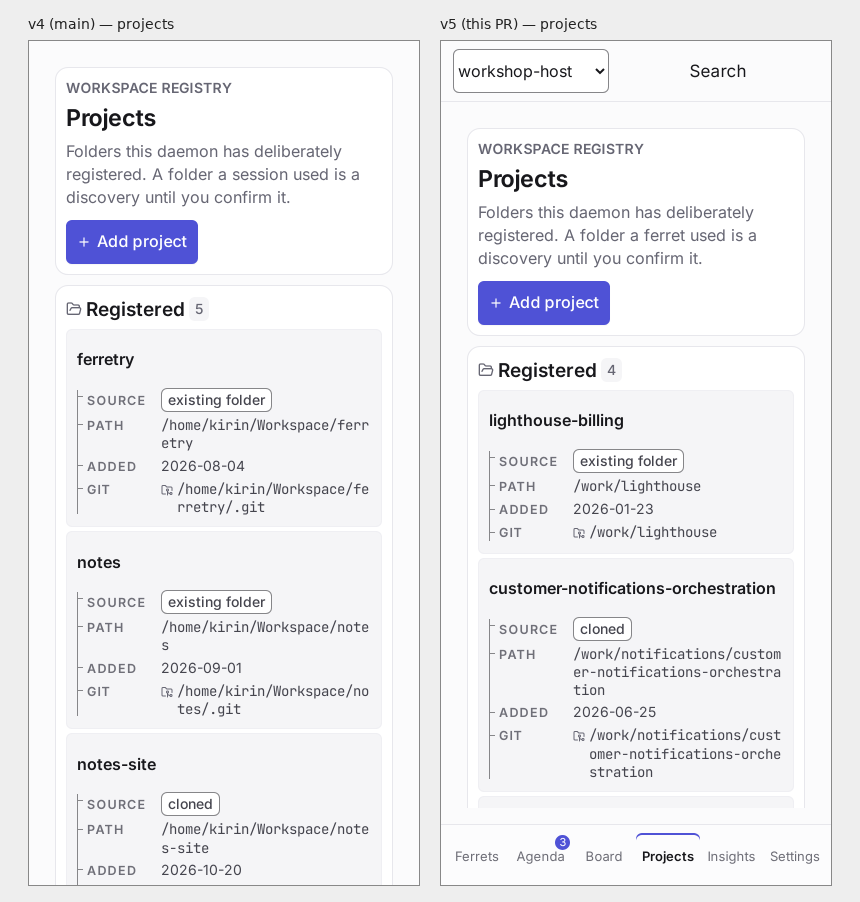 v4 (main) — projects
WORKSPACE REGISTRY
Projects
Folders this daemon has deliberately
registered. A folder a session used is a
discovery until you confirm it.
+ Add project
Registered 5
ferretry
SOURCE existing folder
PATH /home/kirin/Workspace/ferr
etry
ADDED 2026-08-04
GIT /home/kirin/Workspace/fe
rretry/.git
notes
SOURCE existing folder
PATH /home/kirin/Workspace/note
s
ADDED 2026-09-01
GIT /home/kirin/Workspace/no
tes/.git
notes-site
SOURCE cloned
PATH /home/kirin/Workspace/note
s-site
ADDED 2026-10-20
v5 (this PR) — projects
workshop-host Search
WORKSPACE REGISTRY
Projects
Folders this daemon has deliberately
registered. A folder a ferret used is a
discovery until you confirm it.
+ Add project
Registered 4
lighthouse-billing
SOURCE existing folder
PATH /work/lighthouse
ADDED 2026-01-23
GIT /work/lighthouse
customer-notifications-orchestration
SOURCE cloned
PATH /work/notifications/custom
er-notifications-orchestra
tion
ADDED 2026-06-25
GIT /work/notifications/cust
omer-notifications-orche
stration
3
Ferrets Agenda Board Projects Insights Settings